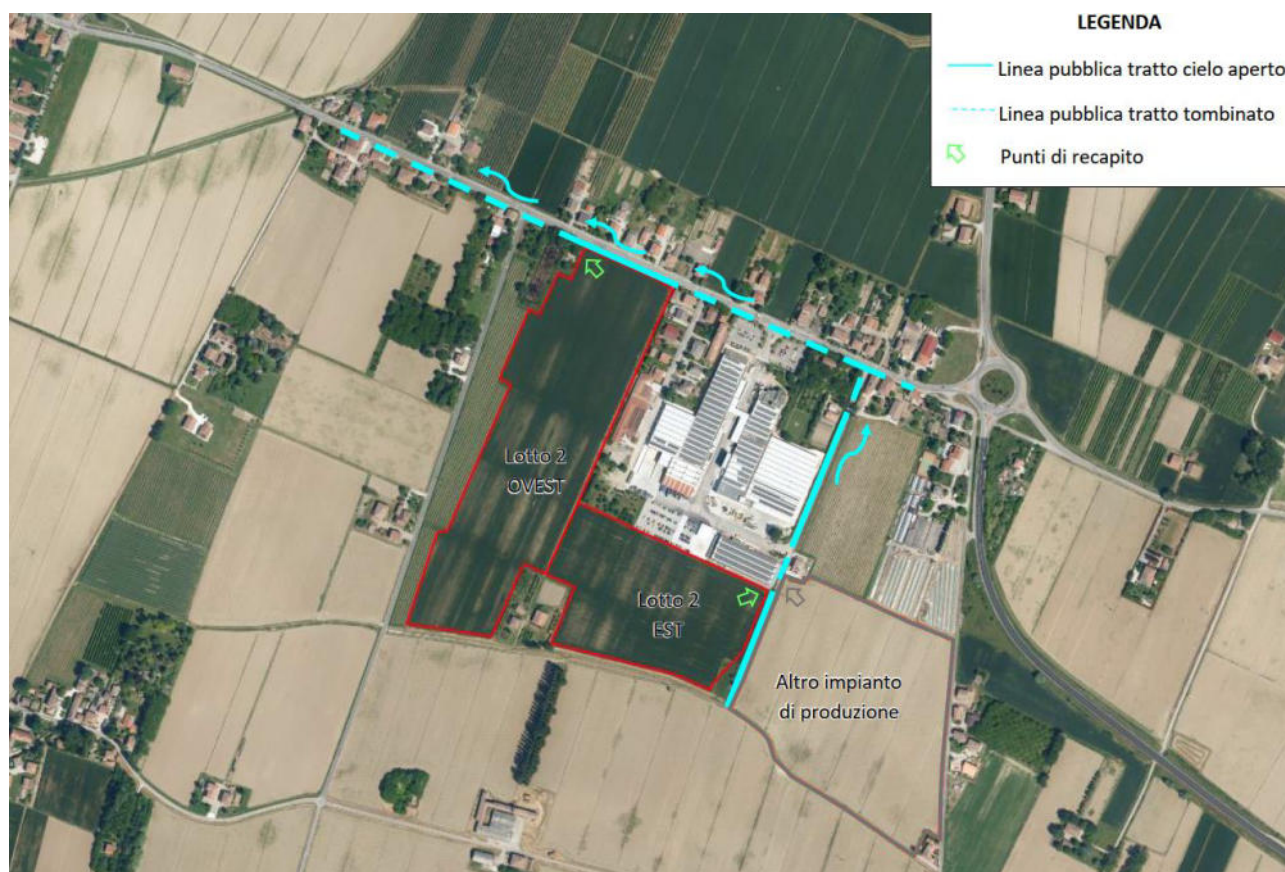 LEGENDA
Linea pubblica tratto cielo aperto
Linea pubblica tratto tombinato
Punti di recapito
Lotto 2
OVEST
Lotto 2
EST
Altro impianto
di produzione